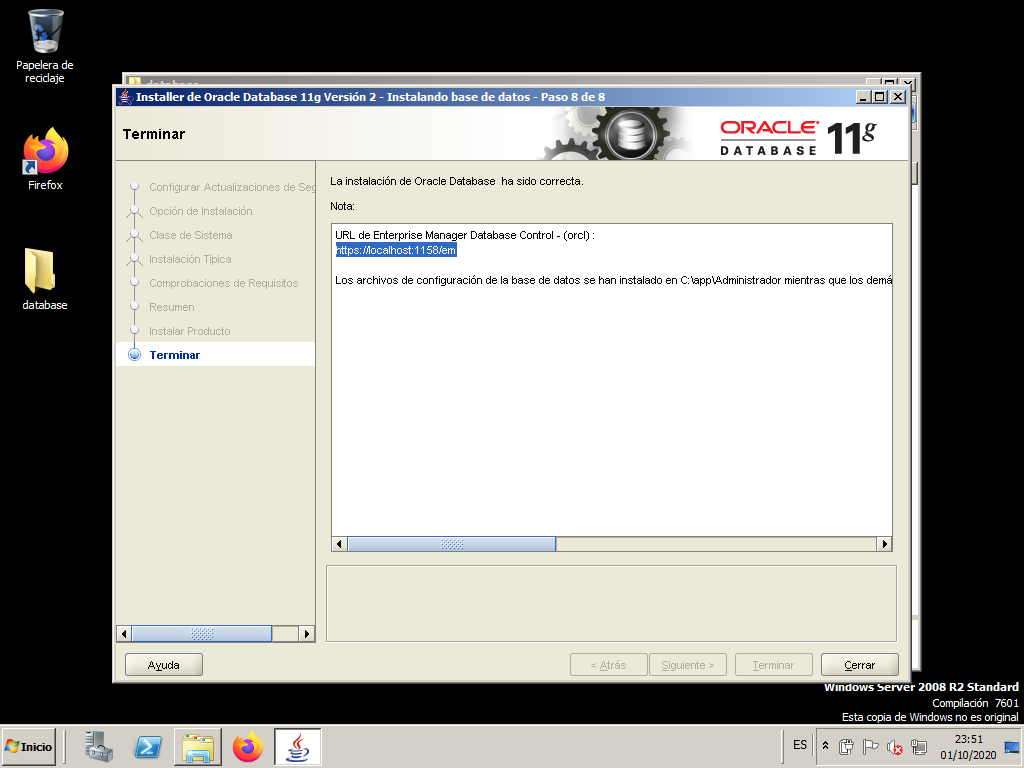 Papelera de
reciclaje
Firefox
database
database
Installer de Oracle Database 11g Versión 2 - Instalando base de datos - Paso 8 de 8
Terminar
ORACLE
DATABASE
11g
Configurar Actualizaciones de Seg
Opción de Instalación
Clase de Sistema
Instalación Típica
Comprobaciones de Requisitos
Resumen
Instalar Producto
Terminar
La instalación de Oracle Database ha sido correcta.
Nota:
URL de Enterprise Manager Database Control - (orcl) :
https://localhost:1158/em
Los archivos de configuración de la base de datos se han instalado en C:\app\Administrador mientras que los demá
Ayuda
< Atrás
Siguiente >
Terminar
Cerrar
Windows Server 2008 R2 Standard
Compilación 7601
Esta copia de Windows no es original
Inicio
ES
23:51
01/10/2020